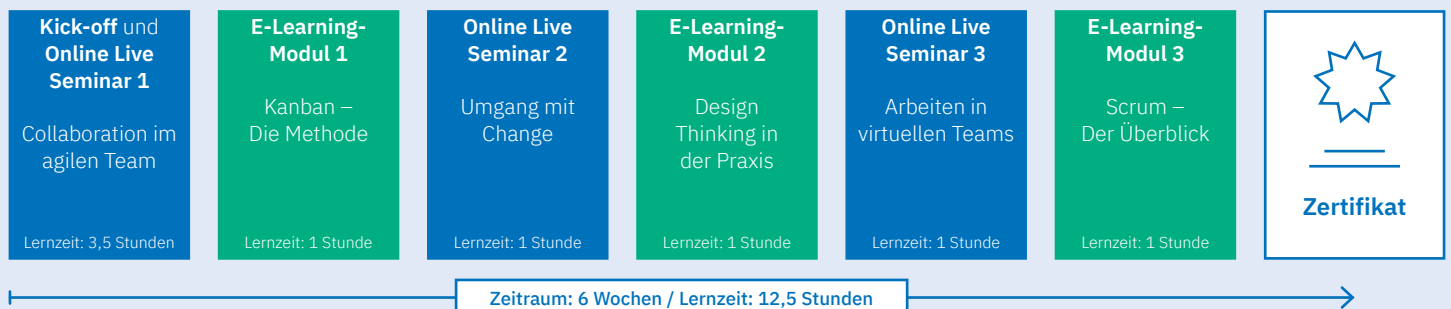 Kick-off und
Online Live
Seminar 1
Collaboration im
agilen Team
Lernzeit: 3,5 Stunden
E-Learning-
Modul 1
Kanban –
Die Methode
Lernzeit: 1 Stunde
Online Live
Seminar 2
Umgang mit
Change
Lernzeit: 1 Stunde
E-Learning-
Modul 2
Design
Thinking in
der Praxis
Lernzeit: 1 Stunde
Online Live
Seminar 3
Arbeiten in
virtuellen Teams
Lernzeit: 1 Stunde
E-Learning-
Modul 3
Scrum –
Der Überblick
Lernzeit: 1 Stunde
Zertifikat
Zeitraum: 6 Wochen / Lernzeit: 12,5 Stunden